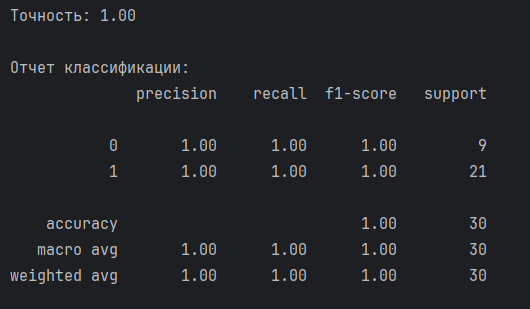 Точность: 1.00
Отчет классификации:
precision recall f1-score support
0 1.00 1.00 1.00 9
1 1.00 1.00 1.00 21
accuracy 1.00 30
macro avg 1.00 1.00 1.00 30
weighted avg 1.00 1.00 1.00 30